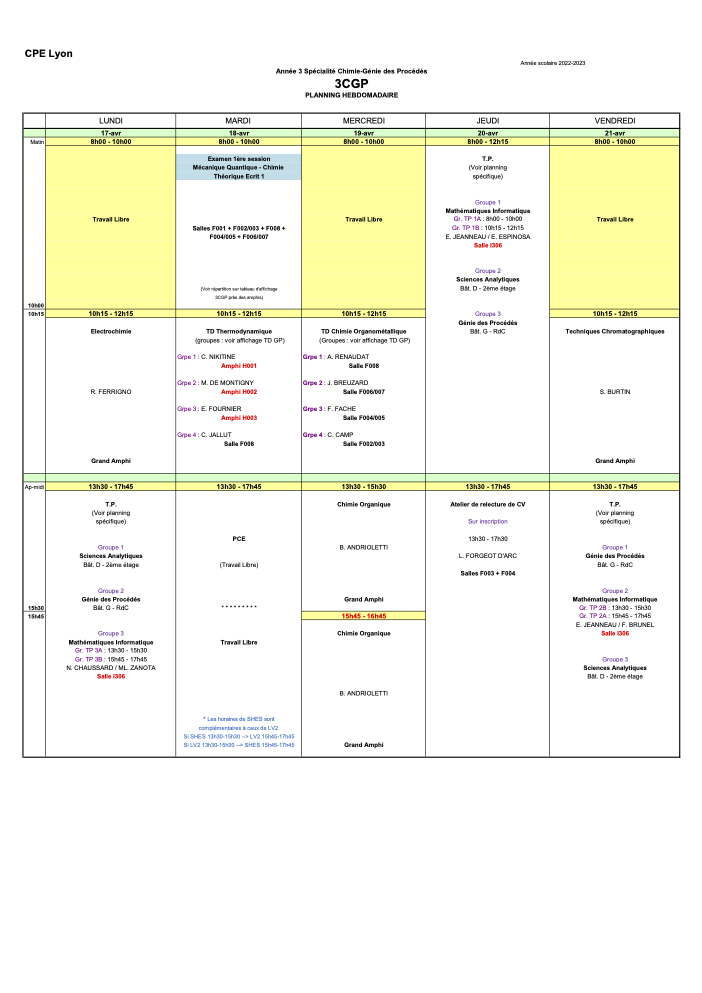 CPE Lyon
Année scolaire 2022-2023
Année 3 Spécialité Chimie-Génie des Procédés
3CGP
PLANNING HEBDOMADAIRE
LUNDI MARDI MERCREDI JEUDI VENDREDI
17-avr 18-avr 19-avr 20-avr 21-avr
Matin 8h00 - 10h00 8h00 - 10h00 8h00 - 10h00 8h00 - 12h15 8h00 - 10h00
Travail Libre
Examen 1ère session
Mécanique Quantique - Chimie
Théorique Ecrit 1
Salles F001 + F002/003 + F008 +
F004/005 + F006/007
(Voir répartition sur tableau d'affichage
3CGP près des amphis)
Travail Libre
T.P.
(Voir planning
spécifique)
Groupe 1
Mathématiques Informatique
Gr. TP 1A : 8h00 - 10h00
Gr. TP 1B : 10h15 - 12h15
E. JEANNEAU / E. ESPINOSA
Salle I306
Groupe 2
Sciences Analytiques
Bât. D - 2ème étage
Groupe 3
Génie des Procédés
Bât. G - RdC
Travail Libre
10h00
10h15 10h15 - 12h15 10h15 - 12h15 10h15 - 12h15 10h15 - 12h15
Electrochimie
R. FERRIGNO
Grand Amphi
TD Thermodynamique
(groupes : voir affichage TD GP)
Grpe 1 : C. NIKITINE
Amphi H001
Grpe 2 : M. DE MONTIGNY
Amphi H002
Grpe 3 : E. FOURNIER
Amphi H003
Grpe 4 : C. JALLUT
Salle F008
TD Chimie Organométallique
(Groupes : voir affichage TD GP)
Grpe 1 : A. RENAUDAT
Salle F008
Grpe 2 : J. BREUZARD
Salle F006/007
Grpe 3 : F. FACHE
Salle F004/005
Grpe 4 : C. CAMP
Salle F002/003
Techniques Chromatographiques
S. BURTIN
Grand Amphi
Ap-midi 13h30 - 17h45 13h30 - 17h45 13h30 - 15h30 13h30 - 17h45 13h30 - 17h45
T.P.
(Voir planning
spécifique)
Groupe 1
Sciences Analytiques
Bât. D - 2ème étage
Groupe 2
Génie des Procédés
Bât. G - RdC
Groupe 3
Mathématiques Informatique
Gr. TP 3A : 13h30 - 15h30
Gr. TP 3B : 15h45 - 17h45
N. CHAUSSARD / ML. ZANOTA
Salle I306
PCE
(Travail Libre)
* * * * * * * * *
Travail Libre
* Les horaires de SHES sont
complémentaires à ceux de LV2.
Si SHES 13h30-15h30 --> LV2 15h45-17h45
Si LV2 13h30-15h30 --> SHES 15h45-17h45
Chimie Organique
B. ANDRIOLETTI
Grand Amphi
15h45 - 16h45
Chimie Organique
B. ANDRIOLETTI
Grand Amphi
Atelier de relecture de CV
Sur inscription
13h30 - 17h30
L. FORGEOT D'ARC
Salles F003 + F004
T.P.
(Voir planning
spécifique)
Groupe 1
Génie des Procédés
Bât. G - RdC
Groupe 2
Mathématiques Informatique
Gr. TP 2B : 13h30 - 15h30
Gr. TP 2A : 15h45 - 17h45
E. JEANNEAU / F. BRUNEL
Salle I306
Groupe 3
Sciences Analytiques
Bât. D - 2ème étage
15h30
15h45